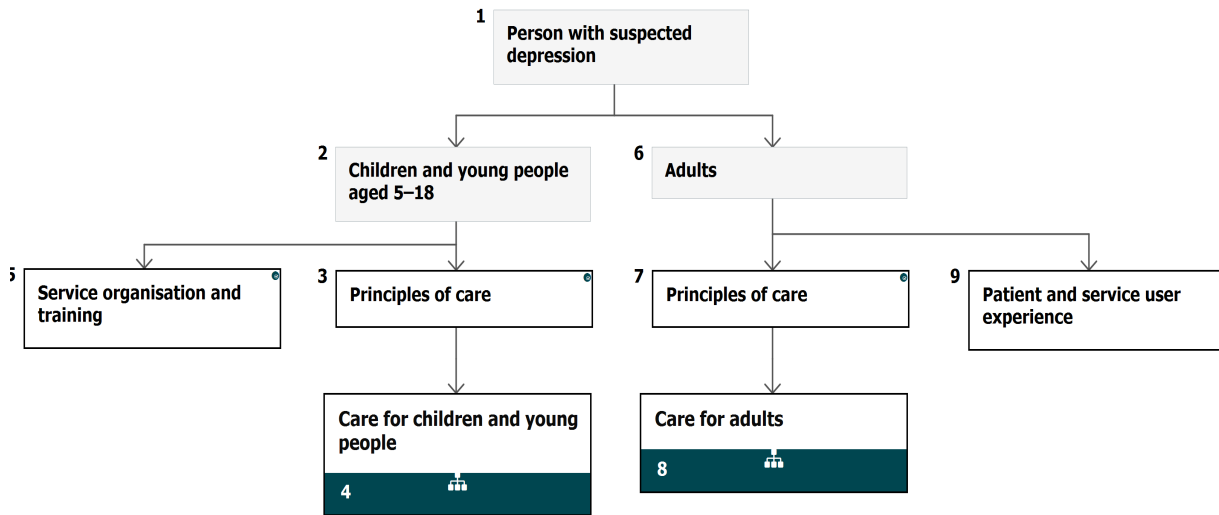 1
Person with suspected
depression
2
Children and young people
aged 5–18
6
Adults
5
Service organisation and
training
3
Principles of care
7
Principles of care
9
Patient and service user
experience
Care for children and young
people
4
Care for adults
8